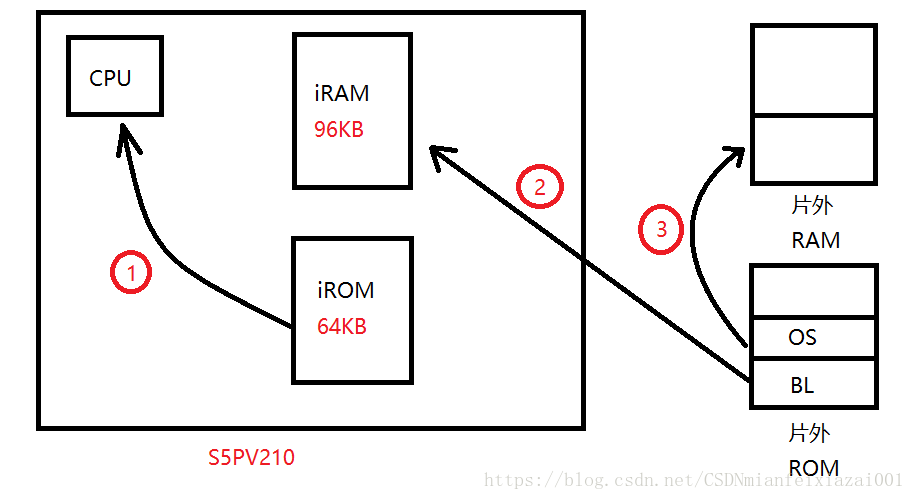 CPU
iRAM
96KB
1
iROM
64KB
S5PV210
2
3
片外
RAM
OS
BL
片外
ROM
https://blog.csdn.net/CSDNmianfeixiazai001